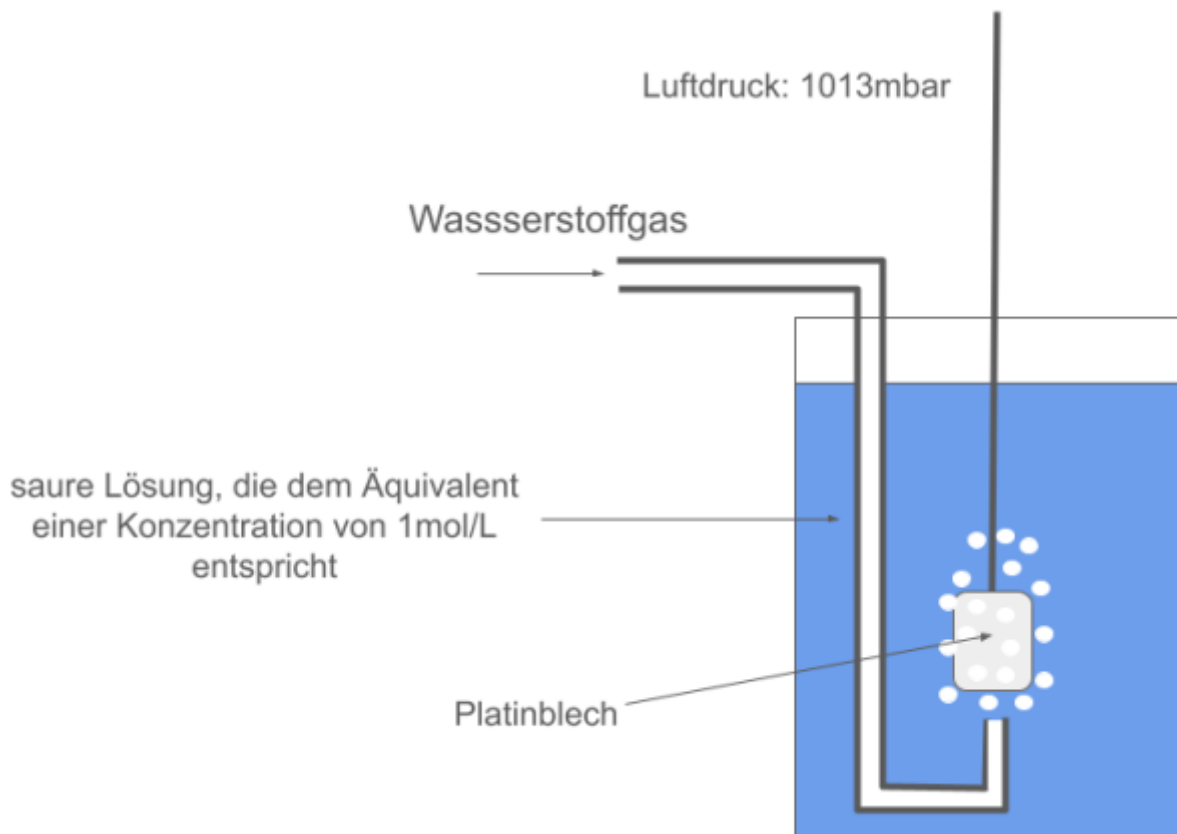 Luftdruck: 1013mbar
Wassserstoffgas
saure Lösung, die dem Äquivalent
einer Konzentration von 1mol/L
entspricht
Platinblech